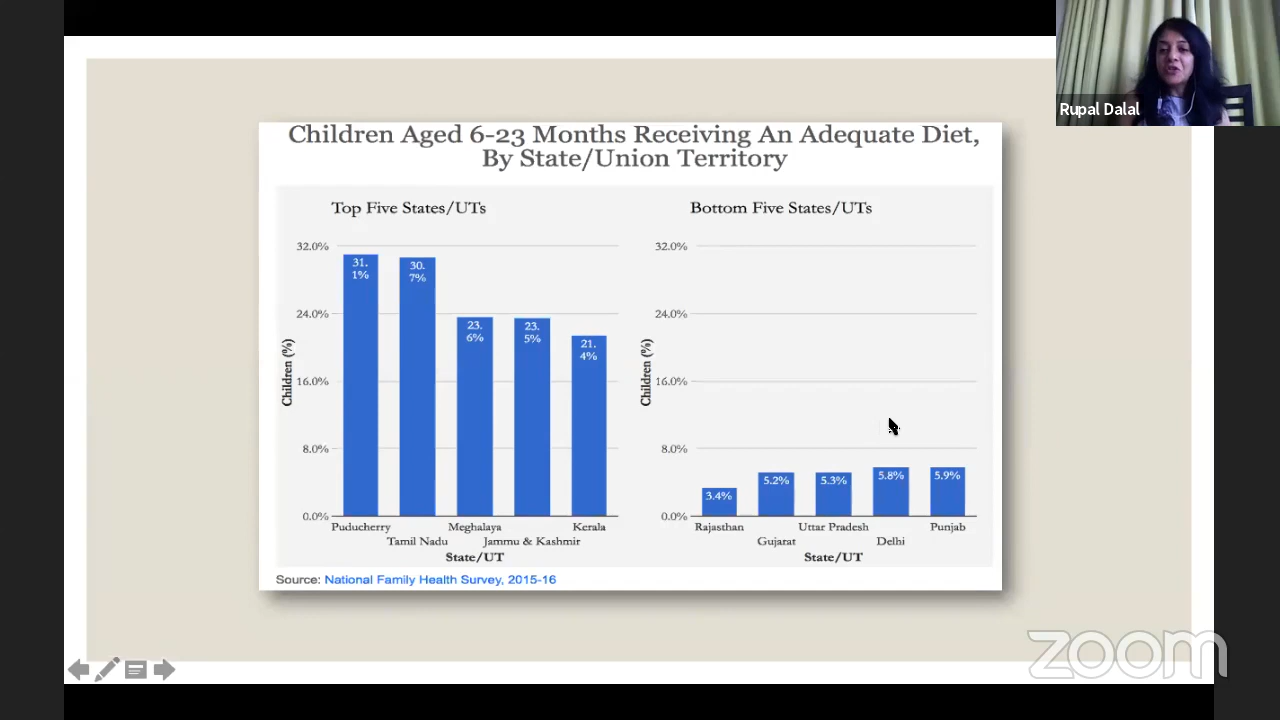 Rupal Dalal
Children Aged 6-23 Months Receiving An Adequate Diet,
By State/Union Territory
Top Five States/UTs
32.0%
24.0%
16.0%
8.0%
0.0%
Children (%)
31.
1%
30.
7%
23.
6%
23.
5%
21.
4%
Puducherry
Tamil Nadu
Meghalaya
Jammu & Kashmir
Kerala
State/UT
Bottom Five States/UTs
32.0%
24.0%
16.0%
8.0%
0.0%
Children (%)
3.4%
5.2%
5.3%
5.8%
5.9%
Rajasthan
Gujarat
Uttar Pradesh
Delhi
Punjab
State/UT
Source: National Family Health Survey, 2015-16
zoom